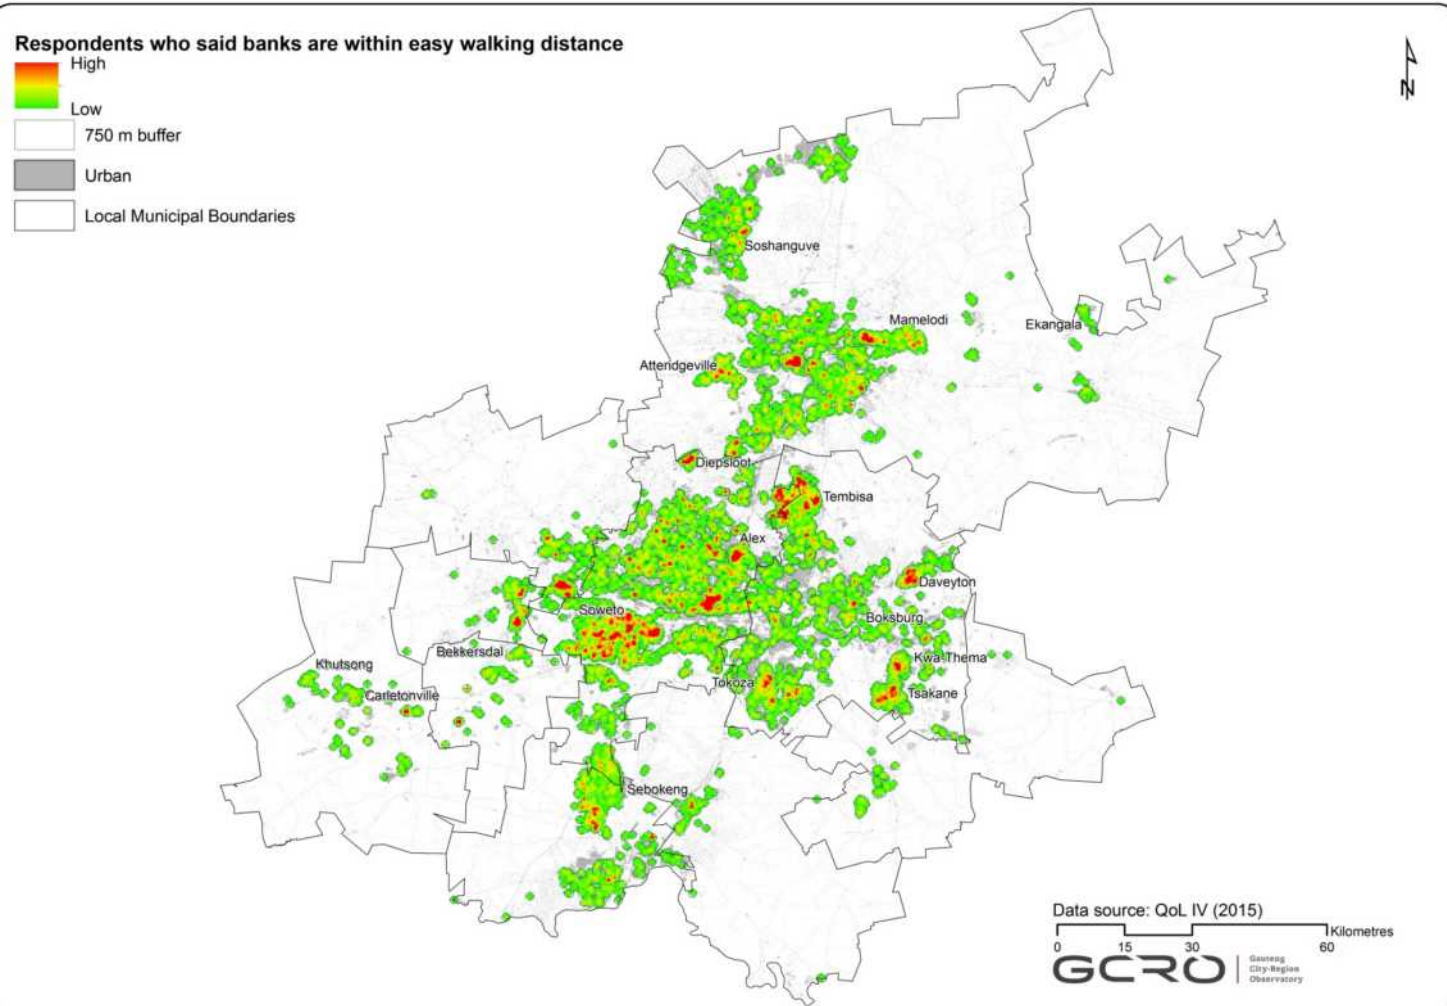 Respondents who said banks are within easy walking distance
High
Low
750 m buffer
Urban
Local Municipal Boundaries
N
Soshanguve
Mamelodi
Ekangala
Atteridgeville
Diepsloot
Tembisa
Alex
Daveyton
Soweto
Boksburg
Bekkersdal
Kwa-Thema
Khutsong
Tokoza
Carletonville
Tsakane
Sebokeng
Data source: QoL IV (2015)
Kilometres
0 15 30 60
GCRO
Gauteng
City-Region
Observatory